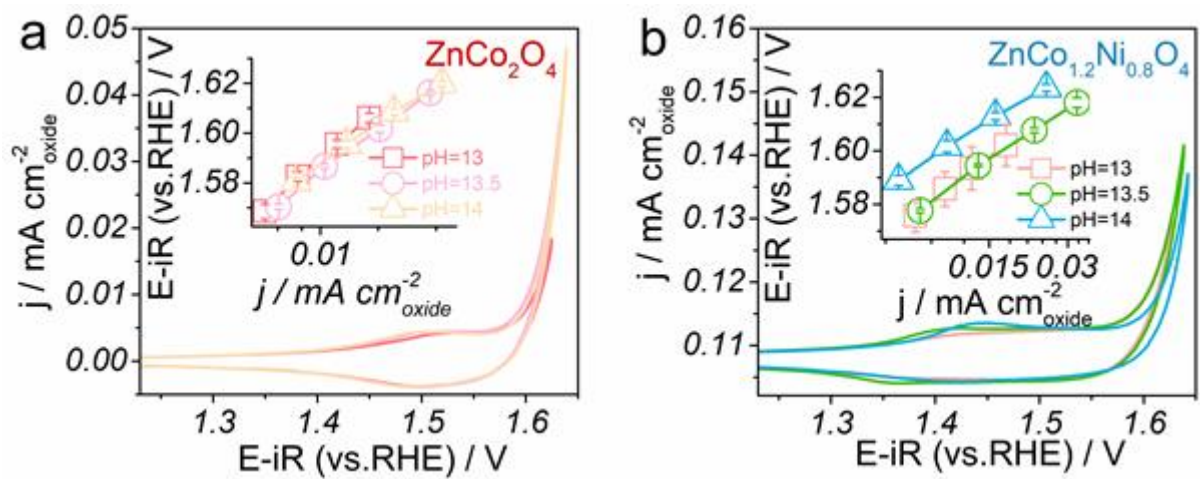 a
ZnCo2O4
j / mA cm-2oxide
0.05
0.04
0.03
0.02
0.01
0.00
E-iR (vs.RHE) / V
1.62
1.60
1.58
pH=13
pH=13.5
pH=14
0.01
j / mA cm-2oxide
1.3
1.4
1.5
1.6
E-iR (vs.RHE) / V
b
ZnCo1.2Ni0.8O4
j / mA cm-2oxide
0.16
0.15
0.14
0.13
0.12
0.11
E-iR (vs.RHE) / V
1.62
1.60
1.58
pH=13
pH=13.5
pH=14
0.015
0.03
j / mA cm-2oxide
1.3
1.4
1.5
1.6
E-iR (vs.RHE) / V